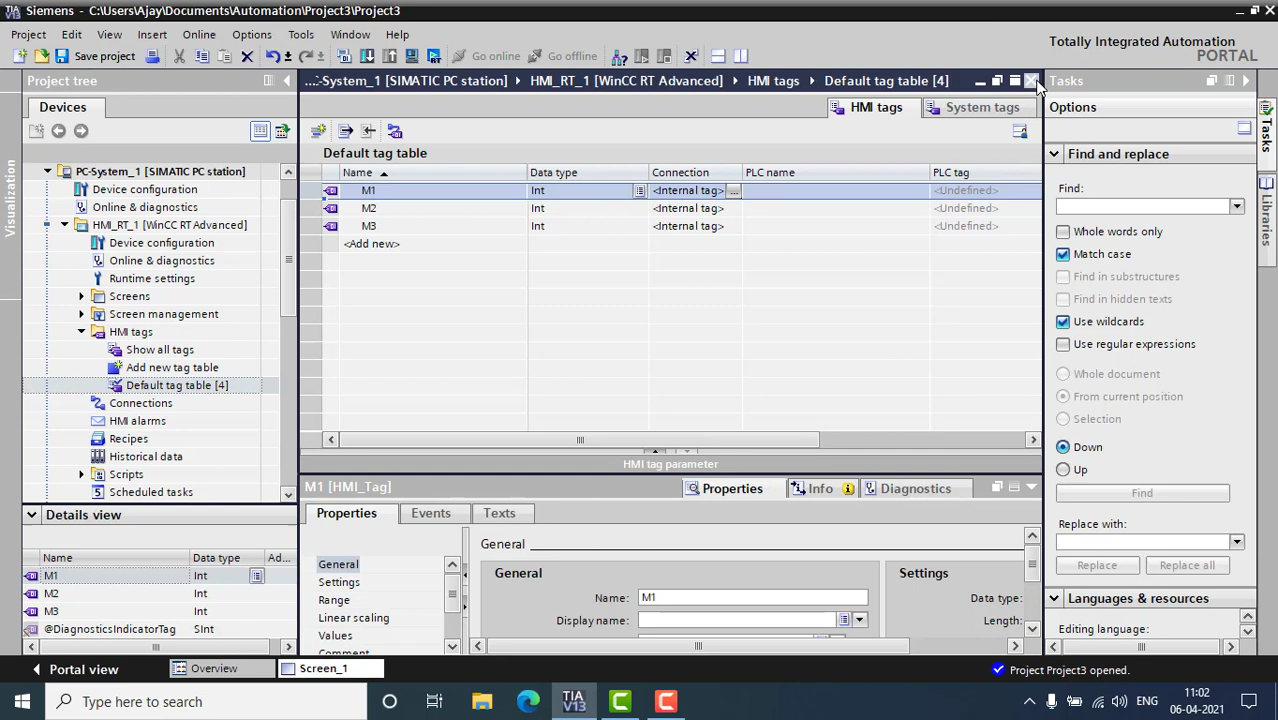 Siemens - C:\Users\Ajay\Documents\Automation\Project3\Project3
Project Edit View Insert Online Options Tools Window Help
Totally Integrated Automation
PORTAL
Save project
Go online
Go offline
Project tree
Devices
Visualization
PC-System_1 [SIMATIC PC station]
Device configuration
Online & diagnostics
HMI_RT_1 [WinCC RT Advanced]
Device configuration
Online & diagnostics
Runtime settings
Screens
Screen management
HMI tags
Show all tags
Add new tag table
Default tag table [4]
Connections
HMI alarms
Recipes
Historical data
Scripts
Scheduled tasks
Details view
Name Data type Ad...
M1 Int
M2 Int
M3 Int
@DiagnosticsIndicatorTag SInt
...C-System_1 [SIMATIC PC station] HMI_RT_1 [WinCC RT Advanced] HMI tags Default tag table [4]
HMI tags
System tags
Default tag table
Name Data type Connection PLC name PLC tag
M1 Int <Internal tag> ... <Undefined>
M2 Int <Internal tag> <Undefined>
M3 Int <Internal tag> <Undefined>
<Add new>
HMI tag parameter
M1 [HMI_Tag]
Properties Info Diagnostics
Properties Events Texts
General
Settings
Range
Linear scaling
Values
Comment
General
General
Name: M1
Display name:
Settings
Data type:
Length:
Tasks
Options
Find and replace
Find:
Whole words only
Match case
Find in substructures
Find in hidden texts
Use wildcards
Use regular expressions
Whole document
From current position
Selection
Down
Up
Find
Replace with:
Replace Replace all
Languages & resources
Editing language:
Tasks
Libraries
Portal view Overview Screen_1
Project Project3 opened.
Type here to search
TIA
V13
ENG
11:02
06-04-2021